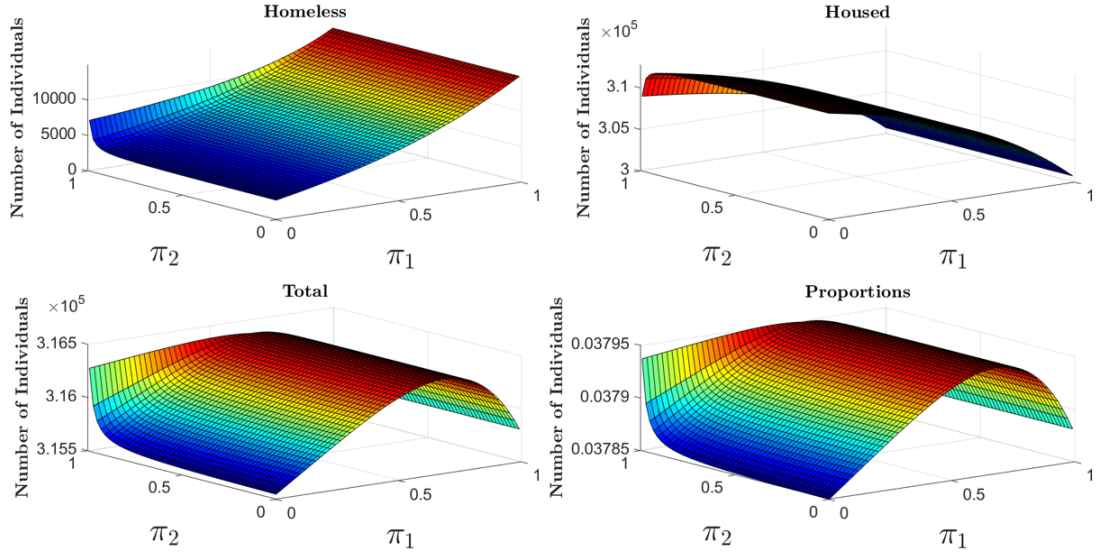 Homeless
Number of Individuals
10000
5000
0
1
0.5
0
0
0.5
1
π2
π1
Housed
×10^5
Number of Individuals
3.1
3.05
3
1
0.5
0
0
0.5
1
π2
π1
Total
×10^5
Number of Individuals
3.165
3.16
3.155
1
0.5
0
0
0.5
1
π2
π1
Proportions
Number of Individuals
0.03795
0.0379
0.03785
1
0.5
0
0
0.5
1
π2
π1